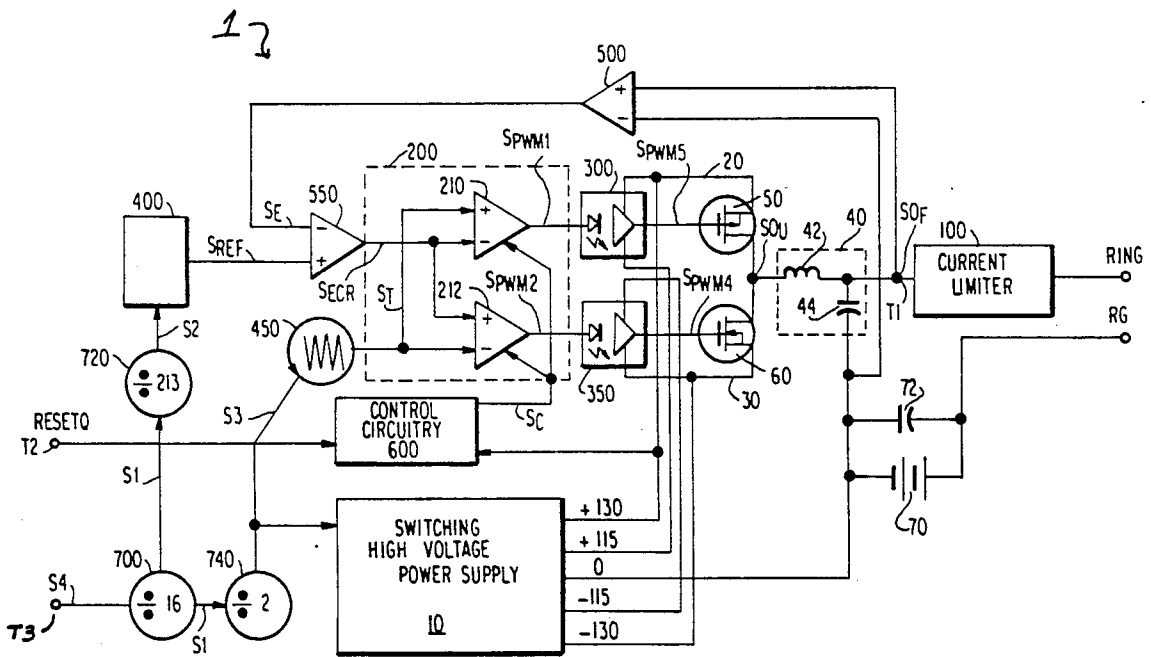 1
500
SPWM1
SPWM5
200
300
20
210
50
400
SE
550
SOU
42
40
SOF
100
CURRENT
LIMITER
RING
SREF
SECR
ST
212
SPWM2
SPWM4
44
T1
RG
S2
450
720
÷ 213
350
60
30
72
RESETQ
T2
S3
CONTROL
CIRCUITRY
600
SC
S1
70
+130
SWITCHING
HIGH VOLTAGE
POWER SUPPLY
10
+115
0
-115
-130
700
740
S4
÷ 16
÷ 2
T3
S1
+
-
-
+
+
-
+
-